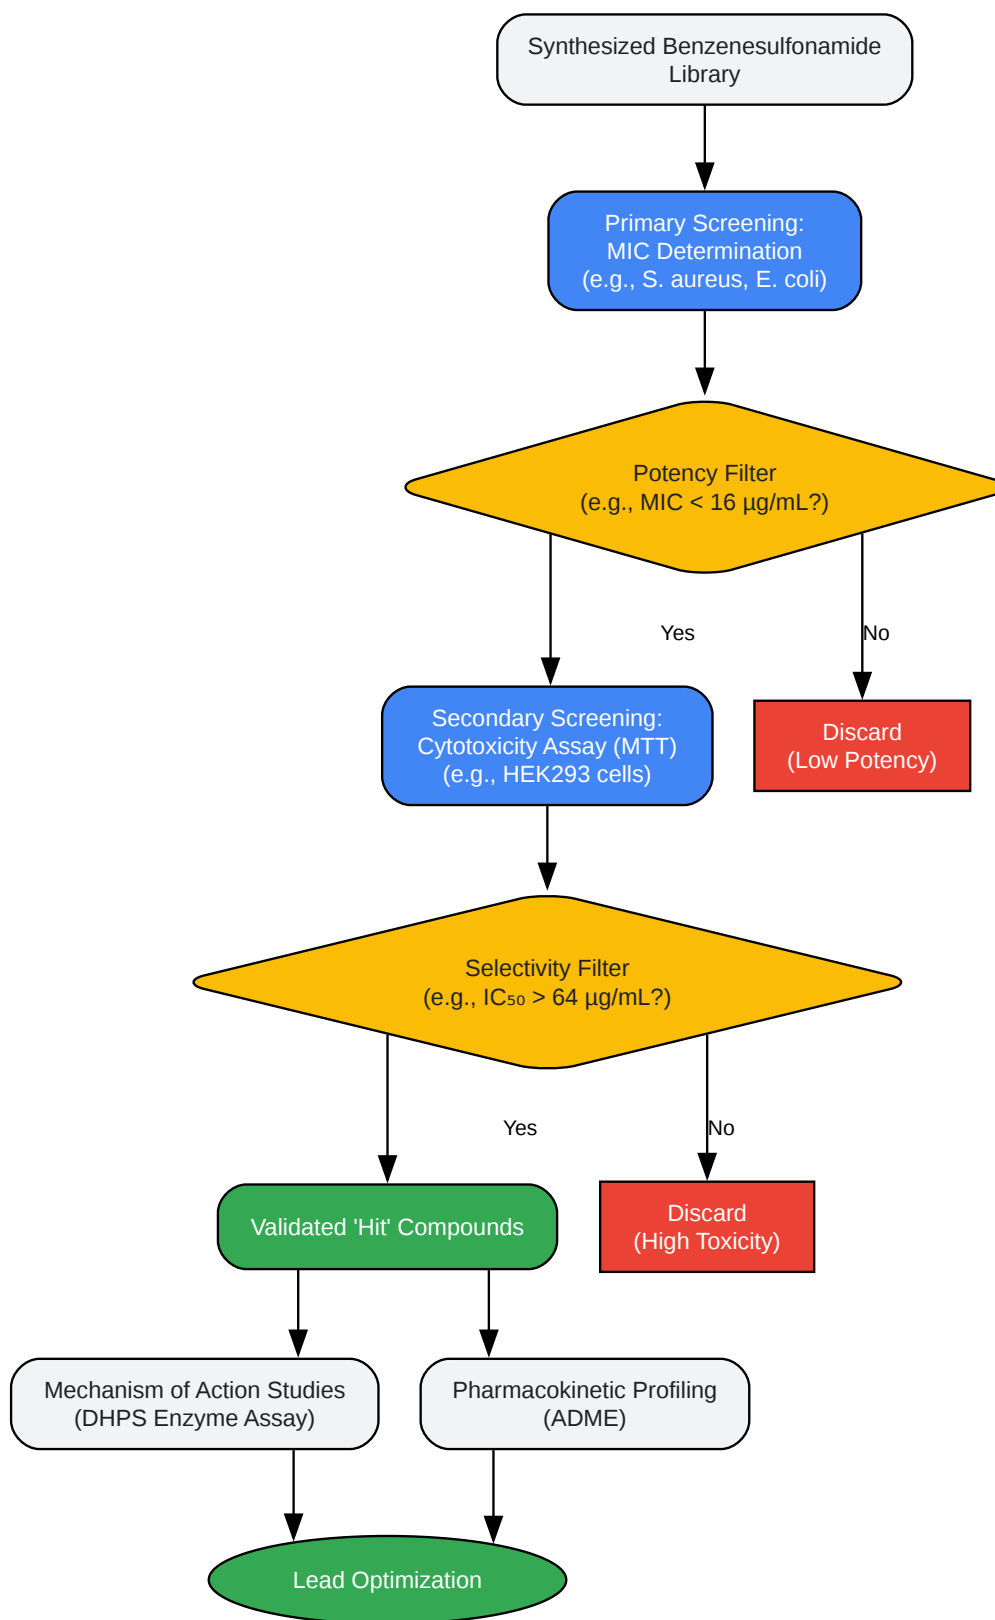 Synthesized Benzenesulfonamide
Library
Primary Screening:
MIC Determination
(e.g., S. aureus, E. coli)
Potency Filter
(e.g., MIC < 16 µg/mL?)
Yes
No
Secondary Screening:
Cytotoxicity Assay (MTT)
(e.g., HEK293 cells)
Discard
(Low Potency)
Selectivity Filter
(e.g., IC₅₀ > 64 µg/mL?)
Yes
No
Validated 'Hit' Compounds
Discard
(High Toxicity)
Mechanism of Action Studies
(DHPS Enzyme Assay)
Pharmacokinetic Profiling
(ADME)
Lead Optimization